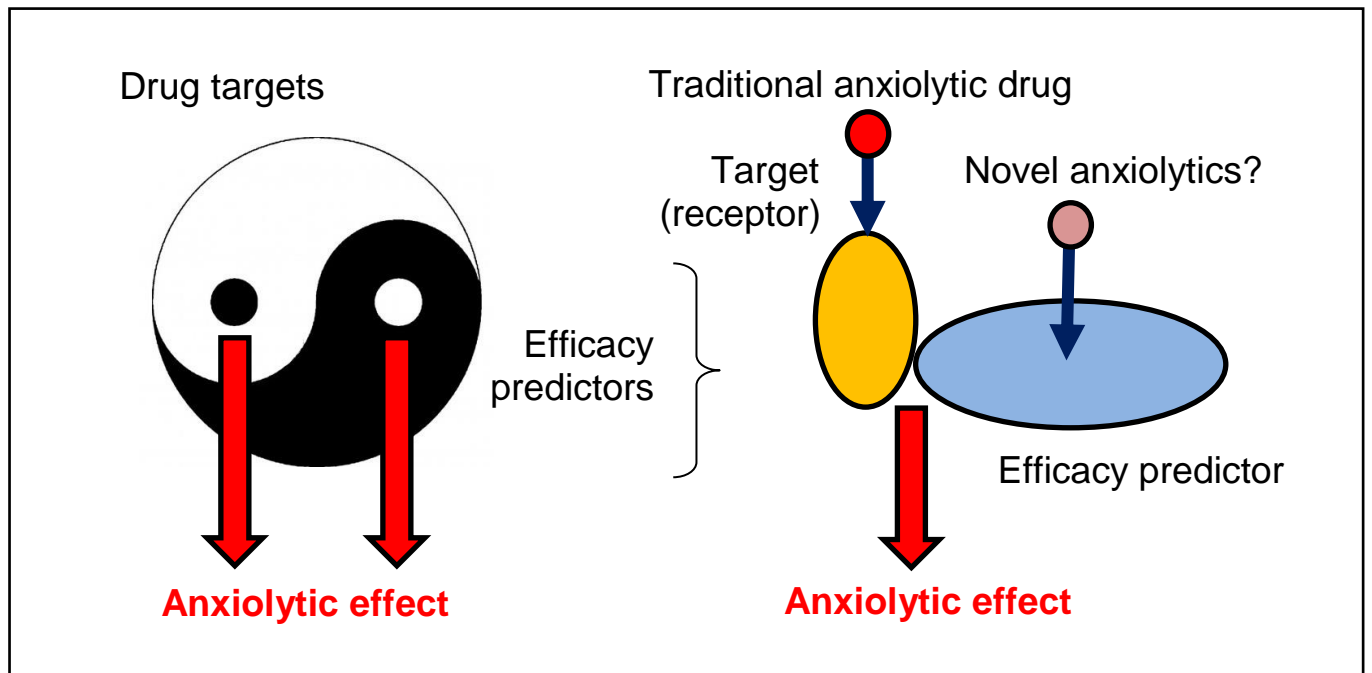 Drug targets
Traditional anxiolytic drug
Target
(receptor)
Novel anxiolytics?
Efficacy
predictors
Efficacy predictor
Anxiolytic effect
Anxiolytic effect